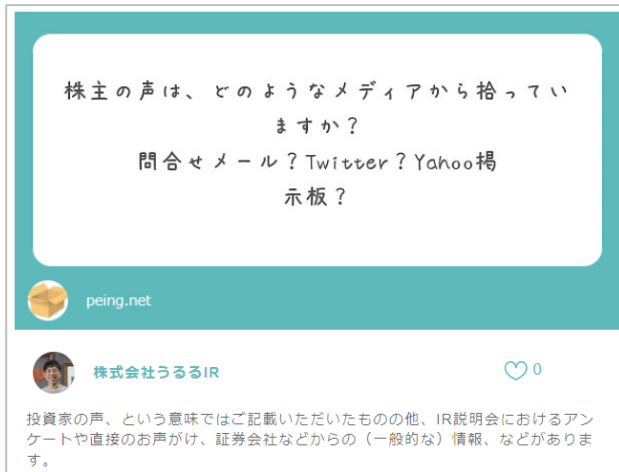 株主の声は、どのようなメディアから拾ってい
ますか？
問合せメール？Twitter？Yahoo掲
示板？
peing.net
株式会社うるるIR
0
投資家の声、という意味ではご記載いただいたものの他、IR説明会におけるアン
ケートや直接のお声がけ、証券会社などからの（一般的な）情報、などがありま
す。